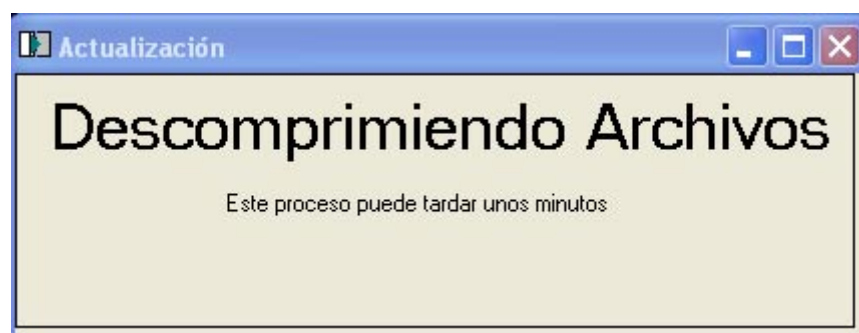 Actualización
Descomprimiendo Archivos
Este proceso puede tardar unos minutos